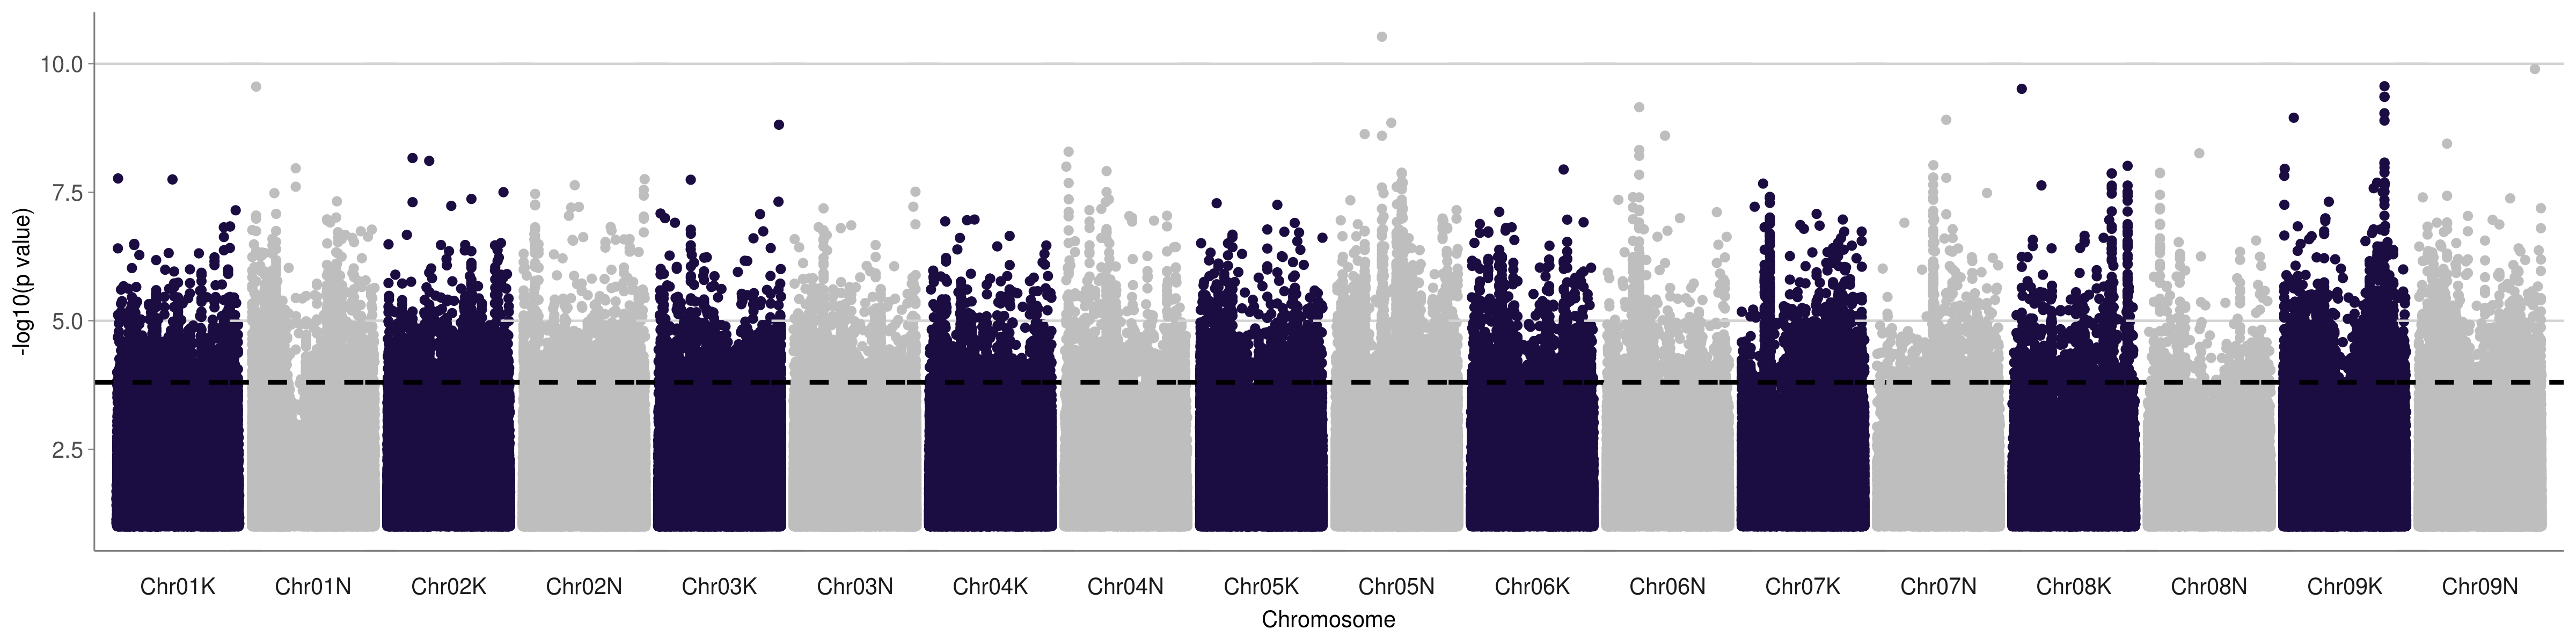 -log10(p value)
10.0
7.5
5.0
2.5
Chr01K Chr01N Chr02K Chr02N Chr03K Chr03N Chr04K Chr04N Chr05K Chr05N Chr06K Chr06N Chr07K Chr07N Chr08K Chr08N Chr09K Chr09N
Chromosome